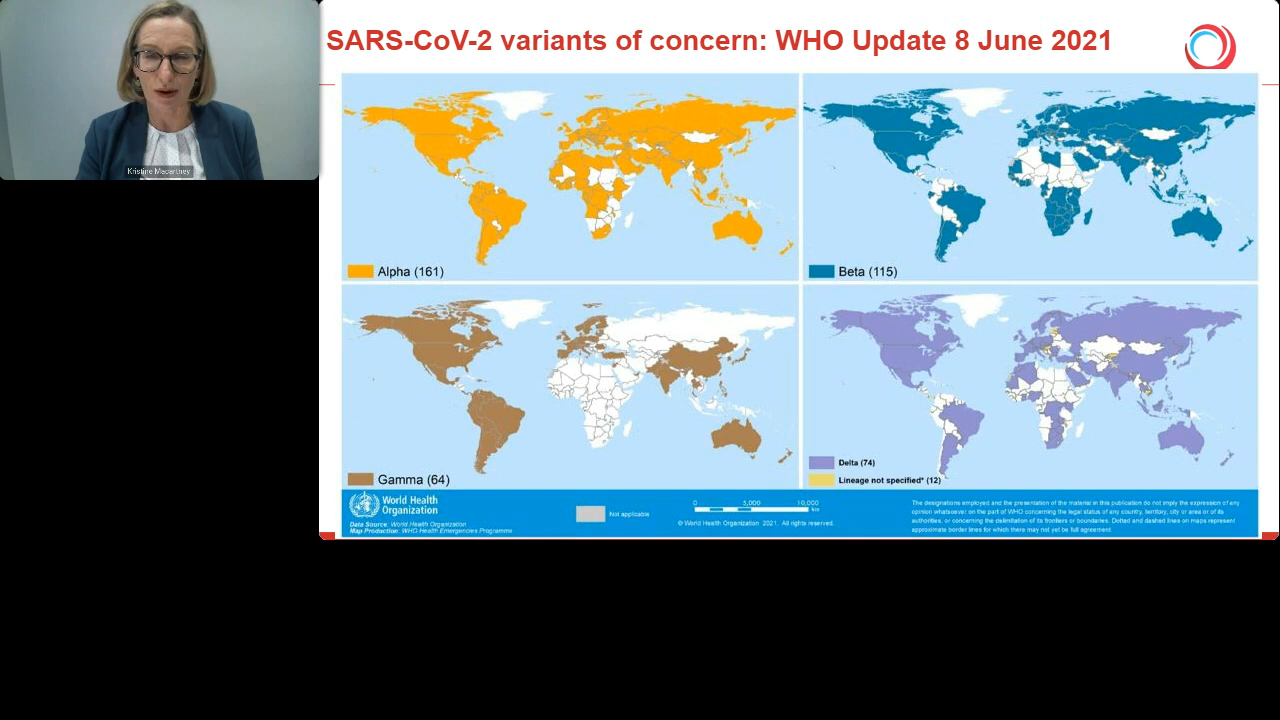 SARS-CoV-2 variants of concern: WHO Update 8 June 2021
Kristine Macartney
Alpha (161)
Beta (115)
Gamma (64)
Delta (74)
Lineage not specified* (12)
World Health
Organization
Data Source: World Health Organization
Map Production: WHO Health Emergencies Programme
Not applicable
0 5,000 10,000
km
© World Health Organization 2021. All rights reserved.
The designations employed and the presentation of the material in this publication do not imply the expression of any
opinion whatsoever on the part of WHO concerning the legal status of any country, territory, city or area or of its
authorities, or concerning the delimitation of its frontiers or boundaries. Dotted and dashed lines on maps represent
approximate border lines for which there may not yet be full agreement.